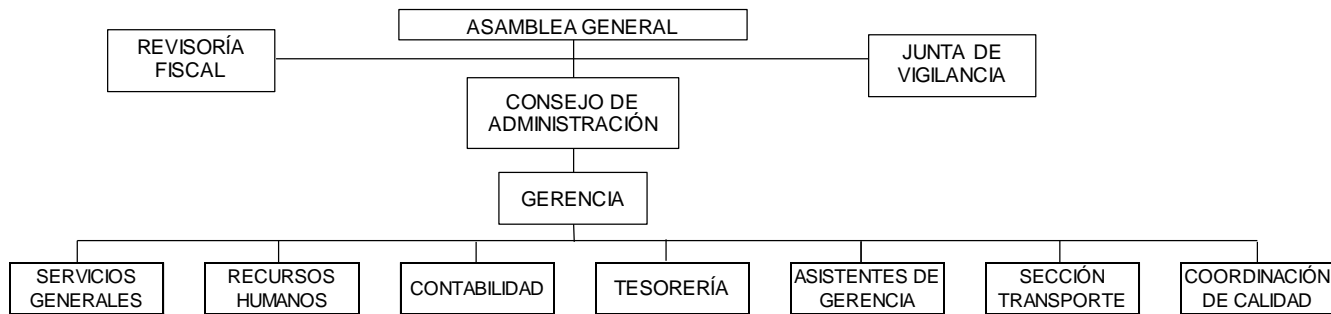 ASAMBLEA GENERAL
REVISORÍA
FISCAL
JUNTA DE
VIGILANCIA
CONSEJO DE
ADMINISTRACIÓN
GERENCIA
SERVICIOS
GENERALES
RECURSOS
HUMANOS
CONTABILIDAD
TESORERÍA
ASISTENTES DE
GERENCIA
SECCIÓN
TRANSPORTE
COORDINACIÓN
DE CALIDAD